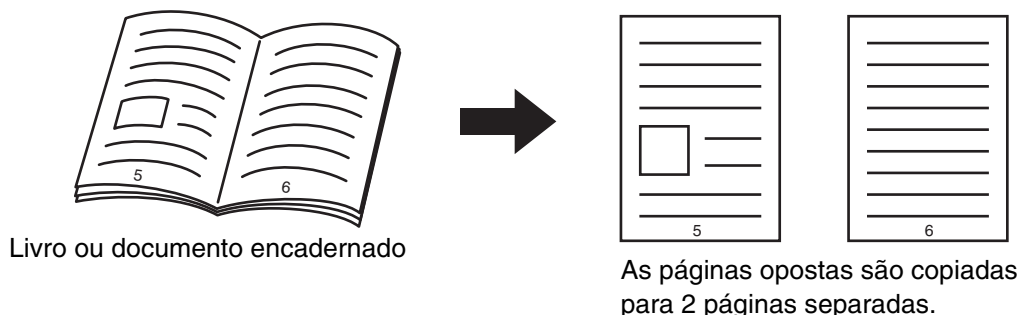 5
6
Livro ou documento encadernado
5
6
As páginas opostas são copiadas
para 2 páginas separadas.